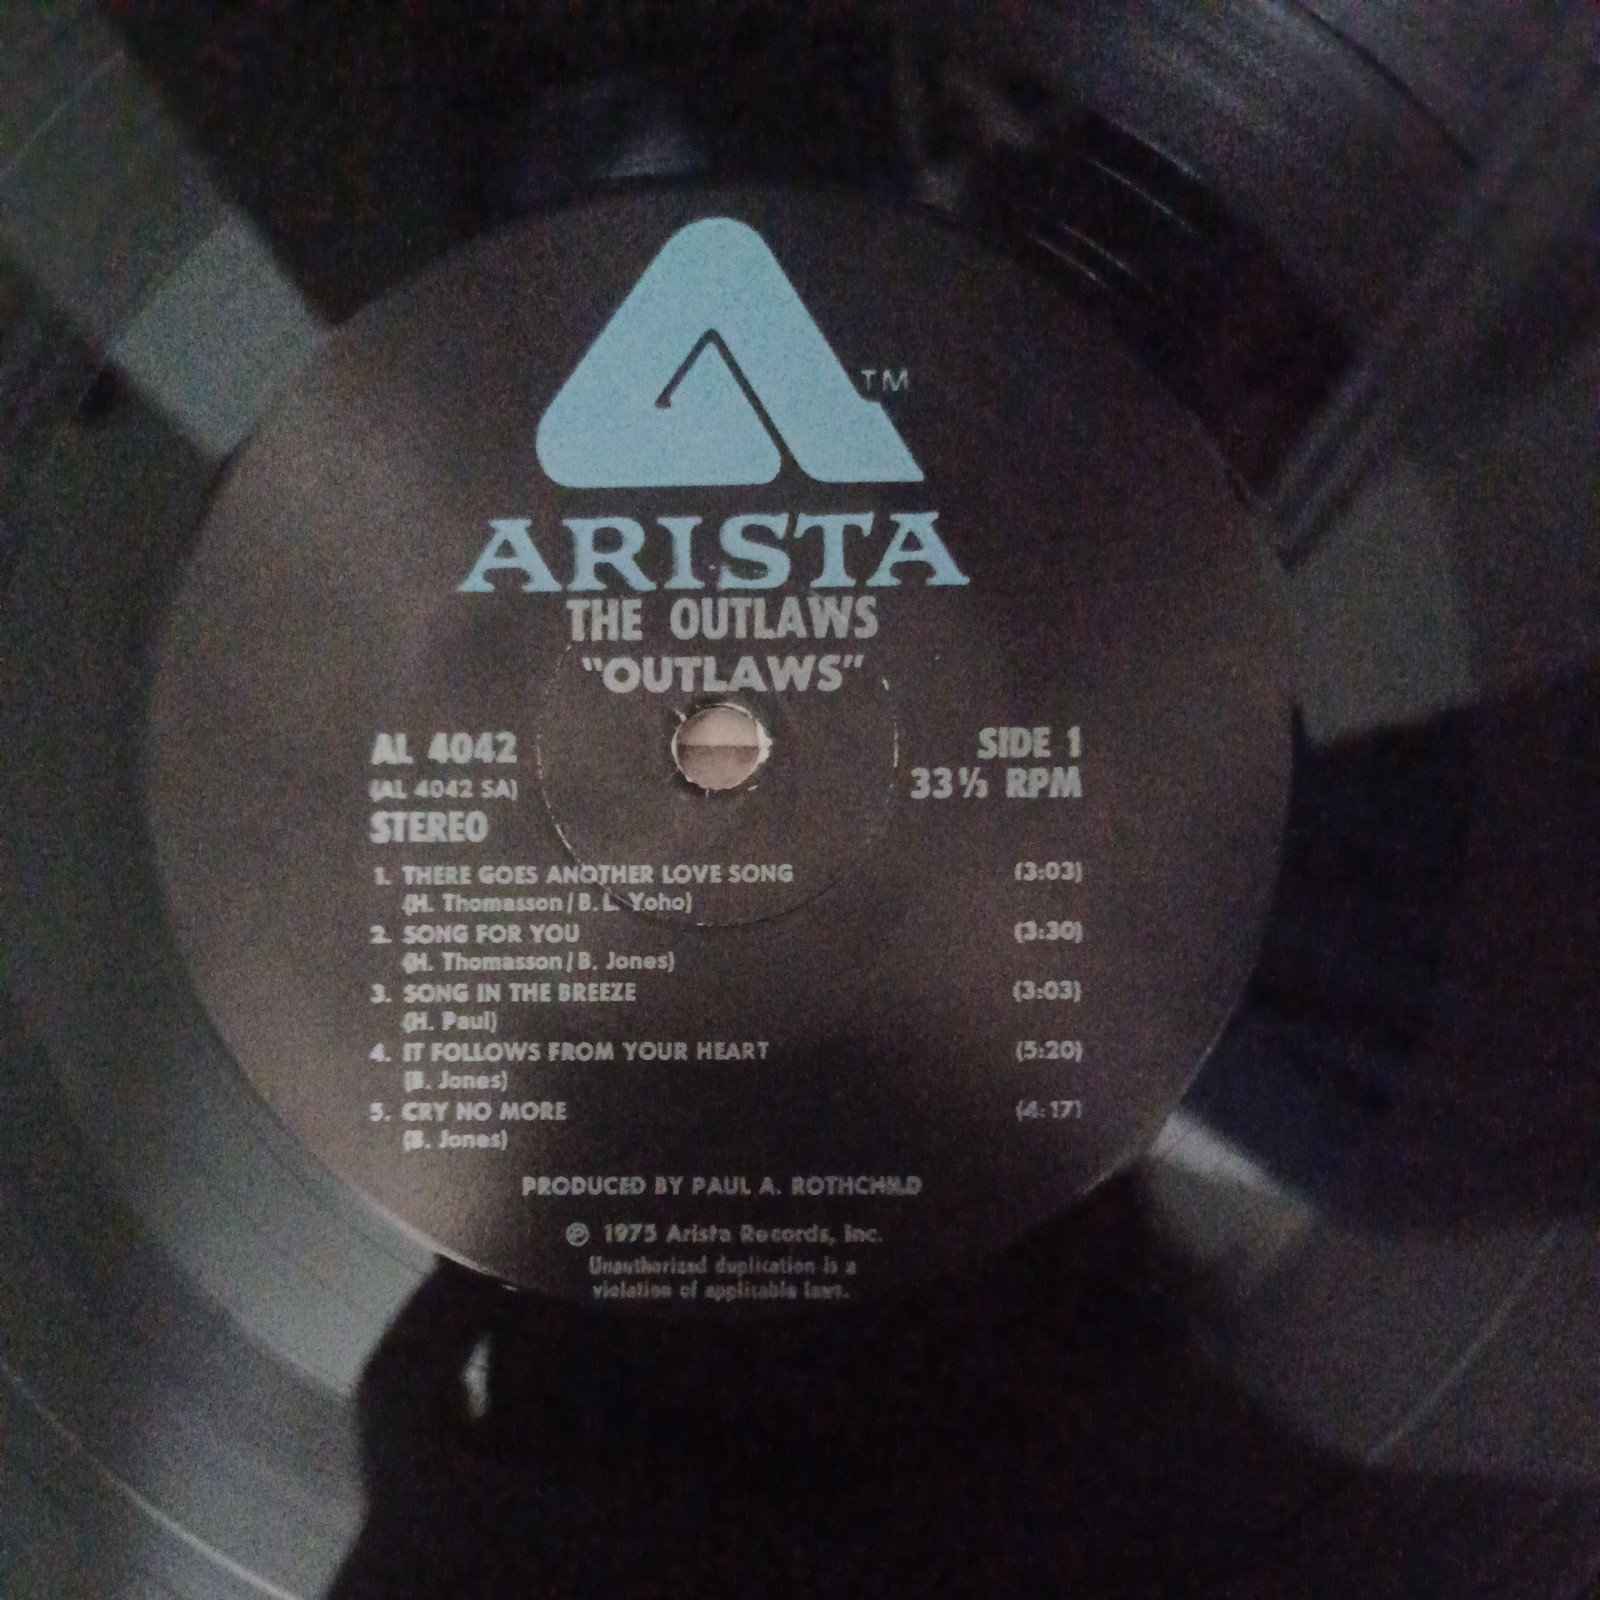 TM
ARISTA
THE OUTLAWS
"OUTLAWS"
AL 4042
(AL 4042 SA)
STEREO
SIDE 1
33⅓ RPM
1. THERE GOES ANOTHER LOVE SONG (3:03)
(H. Thomasson/B. L. Yoho)
2. SONG FOR YOU (3:30)
(H. Thomasson/B. Jones)
3. SONG IN THE BREEZE (3:03)
(H. Paul)
4. IT FOLLOWS FROM YOUR HEART (5:20)
(B. Jones)
5. CRY NO MORE (4:17)
(B. Jones)
PRODUCED BY PAUL A. ROTHCHILD
℗ 1975 Arista Records, Inc.
Unauthorized duplication is a
violation of applicable laws.